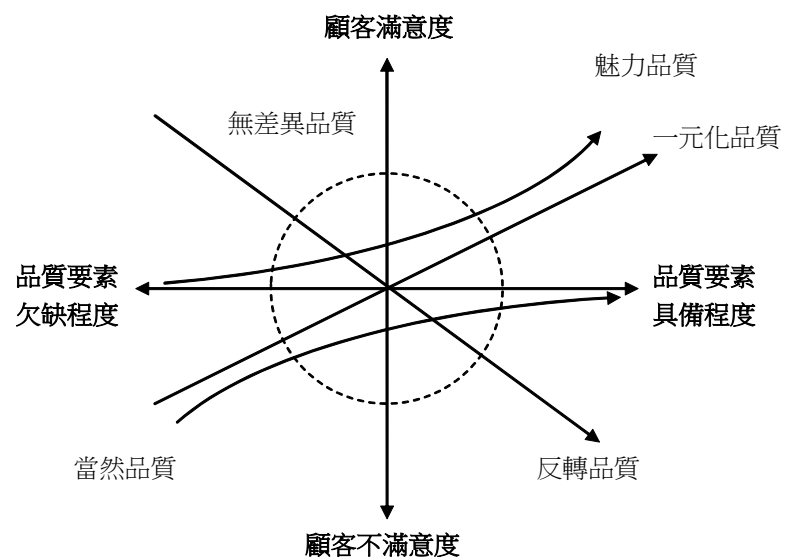 顧客滿意度
魅力品質
無差異品質
一元化品質
品質要素
欠缺程度
品質要素
具備程度
當然品質
反轉品質
顧客不滿意度